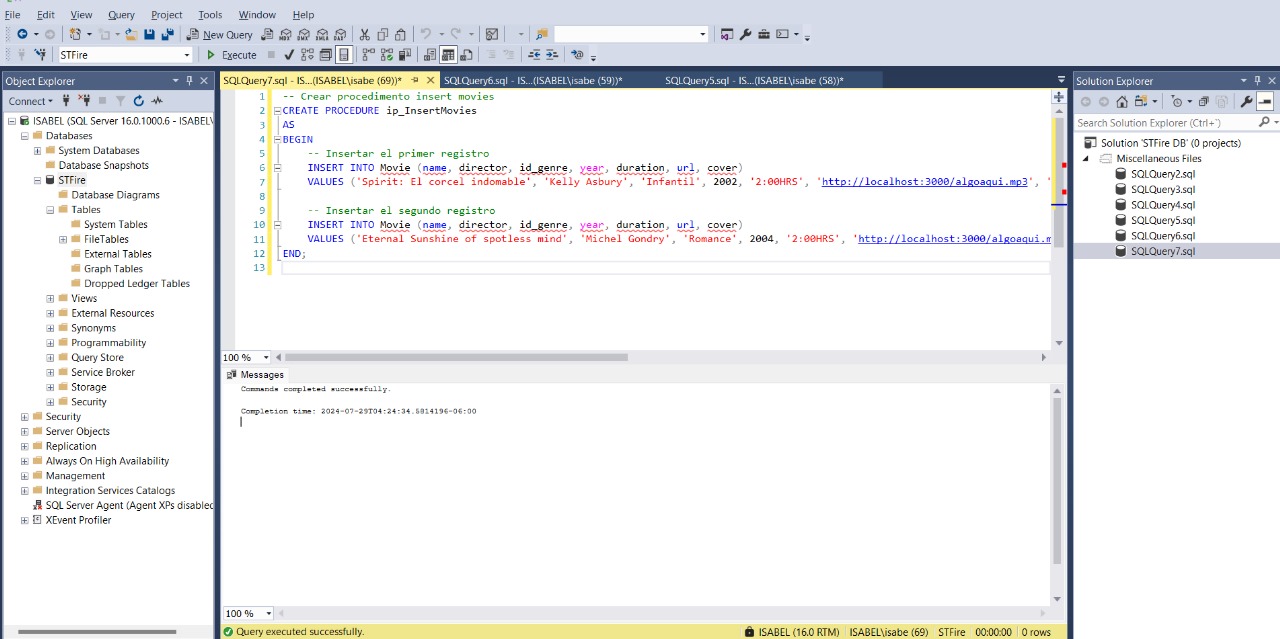 File Edit View Query Project Tools Window Help
New Query MDX DMX XMLA DAX
STFire Execute
Object Explorer
Connect
ISABEL (SQL Server 16.0.1000.6 - ISABEL\
Databases
System Databases
Database Snapshots
STFire
Database Diagrams
Tables
System Tables
FileTables
External Tables
Graph Tables
Dropped Ledger Tables
Views
External Resources
Synonyms
Programmability
Query Store
Service Broker
Storage
Security
Security
Server Objects
Replication
Always On High Availability
Management
Integration Services Catalogs
SQL Server Agent (Agent XPs disabled
XEvent Profiler
SQLQuery7.sql - IS...(ISABEL\isabe (69))* SQLQuery6.sql - IS...(ISABEL\isabe (59))* SQLQuery5.sql - IS...(ISABEL\isabe (58))*
1 -- Crear procedimento insert movies
2 CREATE PROCEDURE ip_InsertMovies
3 AS
4 BEGIN
5 -- Insertar el primer registro
6 INSERT INTO Movie (name, director, id_genre, year, duration, url, cover)
7 VALUES ('Spirit: El corcel indomable', 'Kelly Asbury', 'Infantil', 2002, '2:00HRS', 'http://localhost:3000/algoaqui.mp3', '
8
9 -- Insertar el segundo registro
10 INSERT INTO Movie (name, director, id_genre, year, duration, url, cover)
11 VALUES ('Eternal Sunshine of spotless mind', 'Michel Gondry', 'Romance', 2004, '2:00HRS', 'http://localhost:3000/algoaqui.m
12 END;
13
100 %
Messages
Commands completed successfully.
Completion time: 2024-07-29T04:24:34.5814196-06:00
100 %
Query executed successfully. ISABEL (16.0 RTM) ISABEL\isabe (69) STFire 00:00:00 0 rows
Solution Explorer
Search Solution Explorer (Ctrl+¨)
Solution 'STFire DB' (0 projects)
Miscellaneous Files
SQLQuery2.sql
SQLQuery3.sql
SQLQuery4.sql
SQLQuery5.sql
SQLQuery6.sql
SQLQuery7.sql